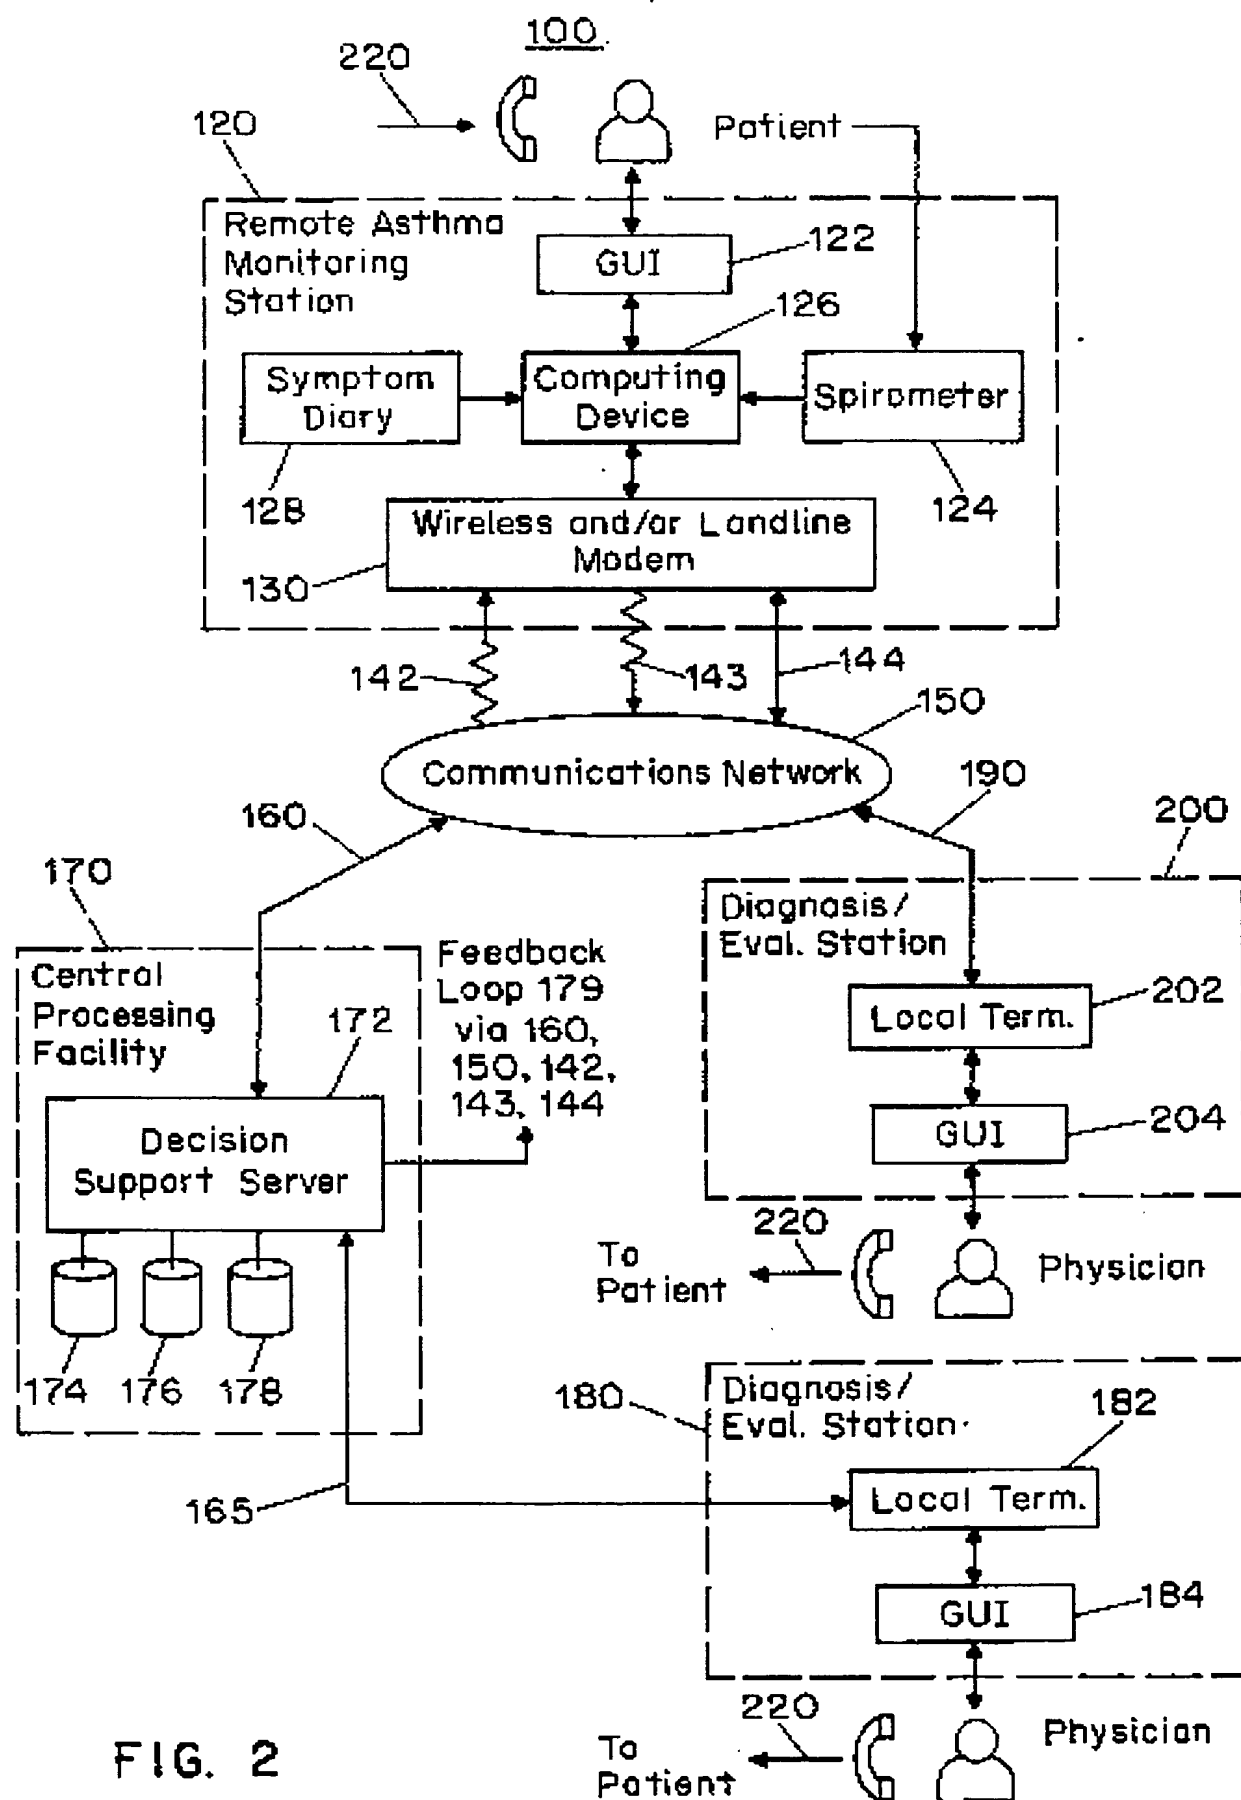 100
220
120
Patient
Remote Asthma
Monitoring
Station
GUI
122
126
Symptom
Diary
Computing
Device
Spirometer
128
124
Wireless and/or Landline
Modem
130
142
143
144
150
Communications Network
160
190
200
170
Diagnosis/
Eval. Station
Central
Processing
Facility
172
Feedback
Loop 179
via 160,
150, 142,
143, 144
Local Term.
202
Decision
Support Server
GUI
204
220
To
Patient
Physician
174
176
178
180
Diagnosis/
Eval. Station
182
165
Local Term.
GUI
184
220
To
Patient
Physician
FIG. 2